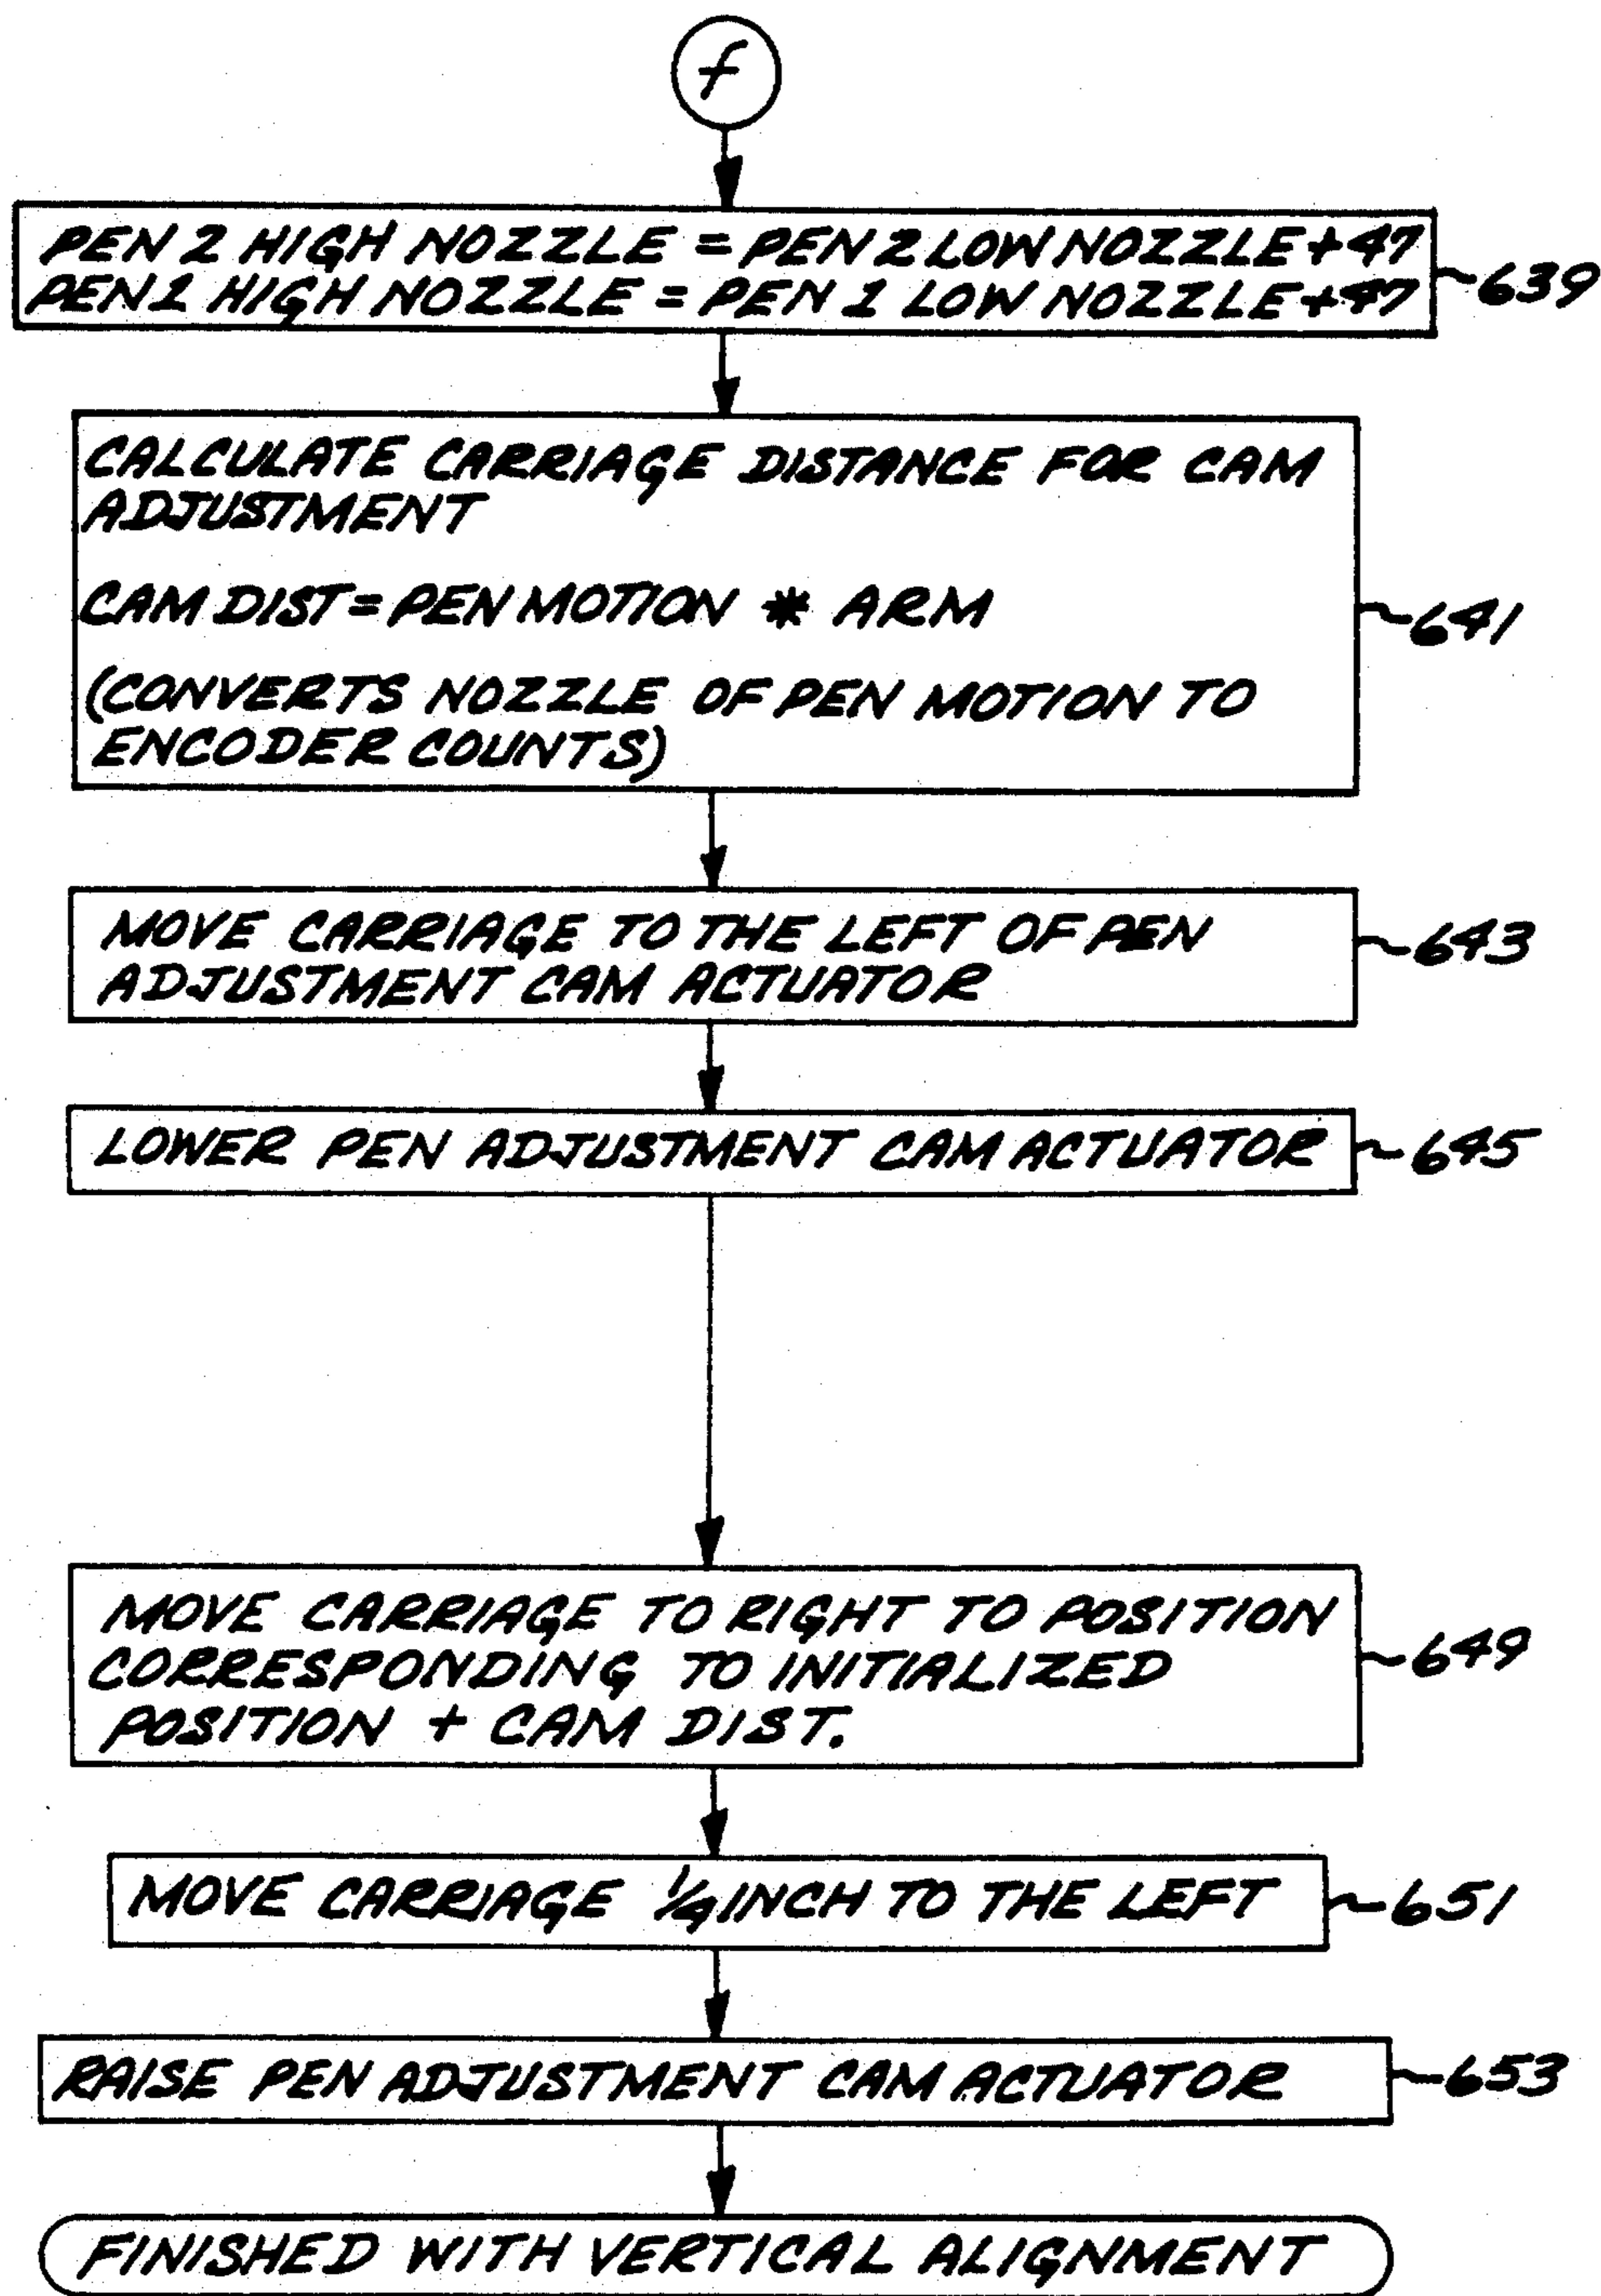 f
PEN 2 HIGH NOZZLE = PEN 2 LOW NOZZLE + 47
PEN 1 HIGH NOZZLE = PEN 1 LOW NOZZLE + 47
639
CALCULATE CARRIAGE DISTANCE FOR CAM
ADJUSTMENT
CAM DIST = PEN MOTION * ARM
(CONVERTS NOZZLE OF PEN MOTION TO
ENCODER COUNTS)
641
MOVE CARRIAGE TO THE LEFT OF PEN
ADJUSTMENT CAM ACTUATOR
643
LOWER PEN ADJUSTMENT CAM ACTUATOR
645
MOVE CARRIAGE TO RIGHT TO POSITION
CORRESPONDING TO INITIALIZED
POSITION + CAM DIST.
649
MOVE CARRIAGE 1/4 INCH TO THE LEFT
651
RAISE PEN ADJUSTMENT CAM ACTUATOR
653
FINISHED WITH VERTICAL ALIGNMENT